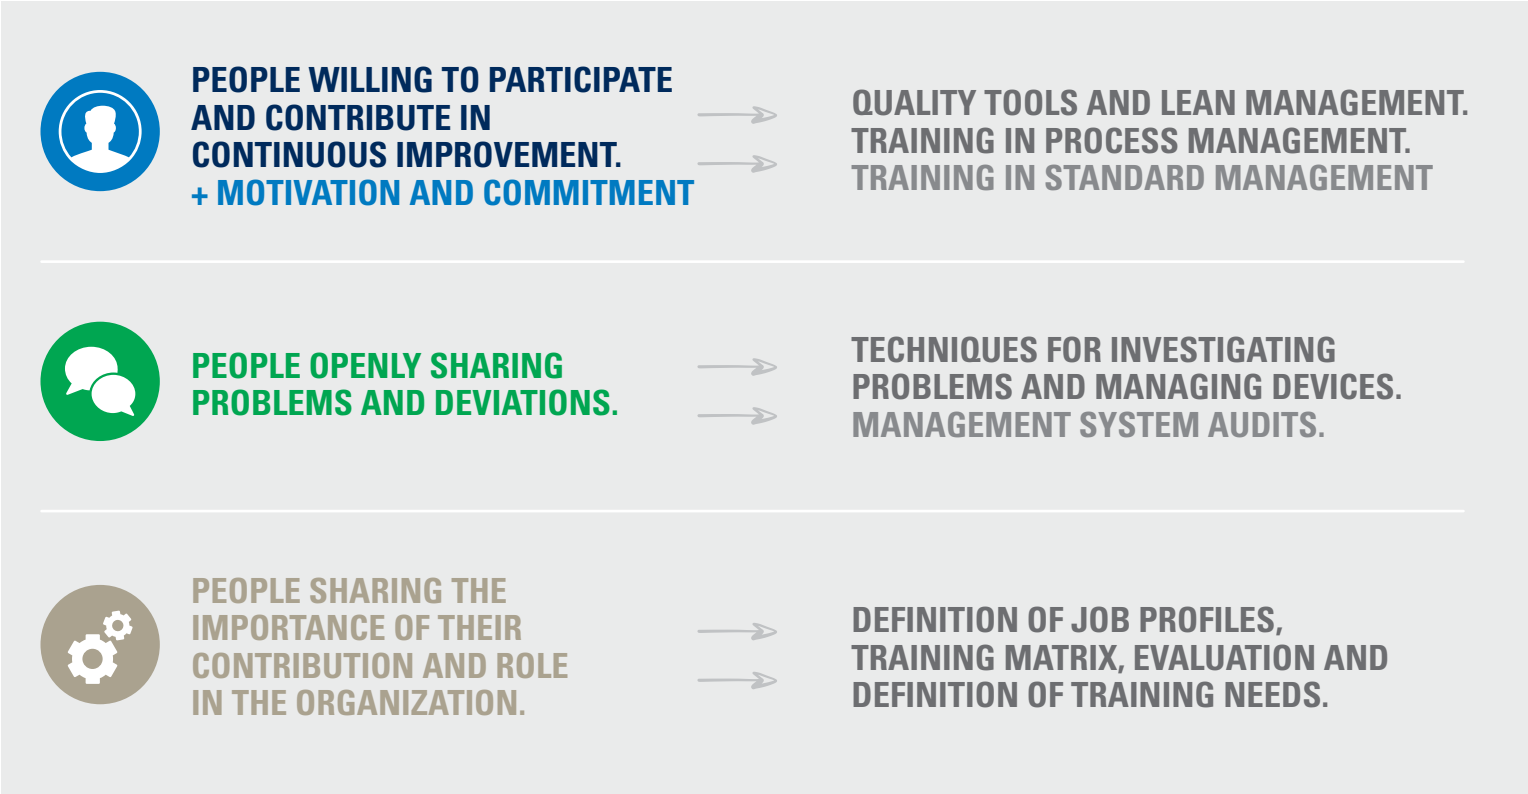 PEOPLE WILLING TO PARTICIPATE
AND CONTRIBUTE IN
CONTINUOUS IMPROVEMENT.
+ MOTIVATION AND COMMITMENT
QUALITY TOOLS AND LEAN MANAGEMENT.
TRAINING IN PROCESS MANAGEMENT.
TRAINING IN STANDARD MANAGEMENT
PEOPLE OPENLY SHARING
PROBLEMS AND DEVIATIONS.
TECHNIQUES FOR INVESTIGATING
PROBLEMS AND MANAGING DEVICES.
MANAGEMENT SYSTEM AUDITS.
PEOPLE SHARING THE
IMPORTANCE OF THEIR
CONTRIBUTION AND ROLE
IN THE ORGANIZATION.
DEFINITION OF JOB PROFILES,
TRAINING MATRIX, EVALUATION AND
DEFINITION OF TRAINING NEEDS.